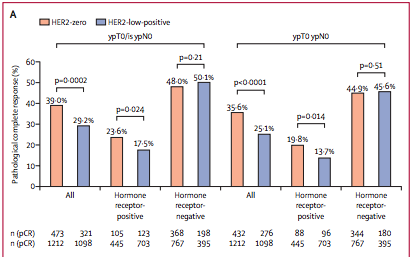 A
HER2-zero HER2-low-positive
ypT0/is ypN0 ypT0 ypN0
Pathological complete response (%)
60
50
40
30
20
10
0
p=0·0002 p=0·024 p=0·21 p<0·0001 p=0·014 p=0·51
39·0% 29·2% 23·6% 17·5% 48·0% 50·1% 35·6% 25·1% 19·8% 13·7% 44·9% 45·6%
All Hormone Hormone All Hormone Hormone
receptor- receptor- receptor- receptor-
positive negative positive negative
n (pCR) 473 321 105 123 368 198 432 276 88 96 344 180
n (pCR) 1212 1098 445 703 767 395 1212 1098 445 703 767 395